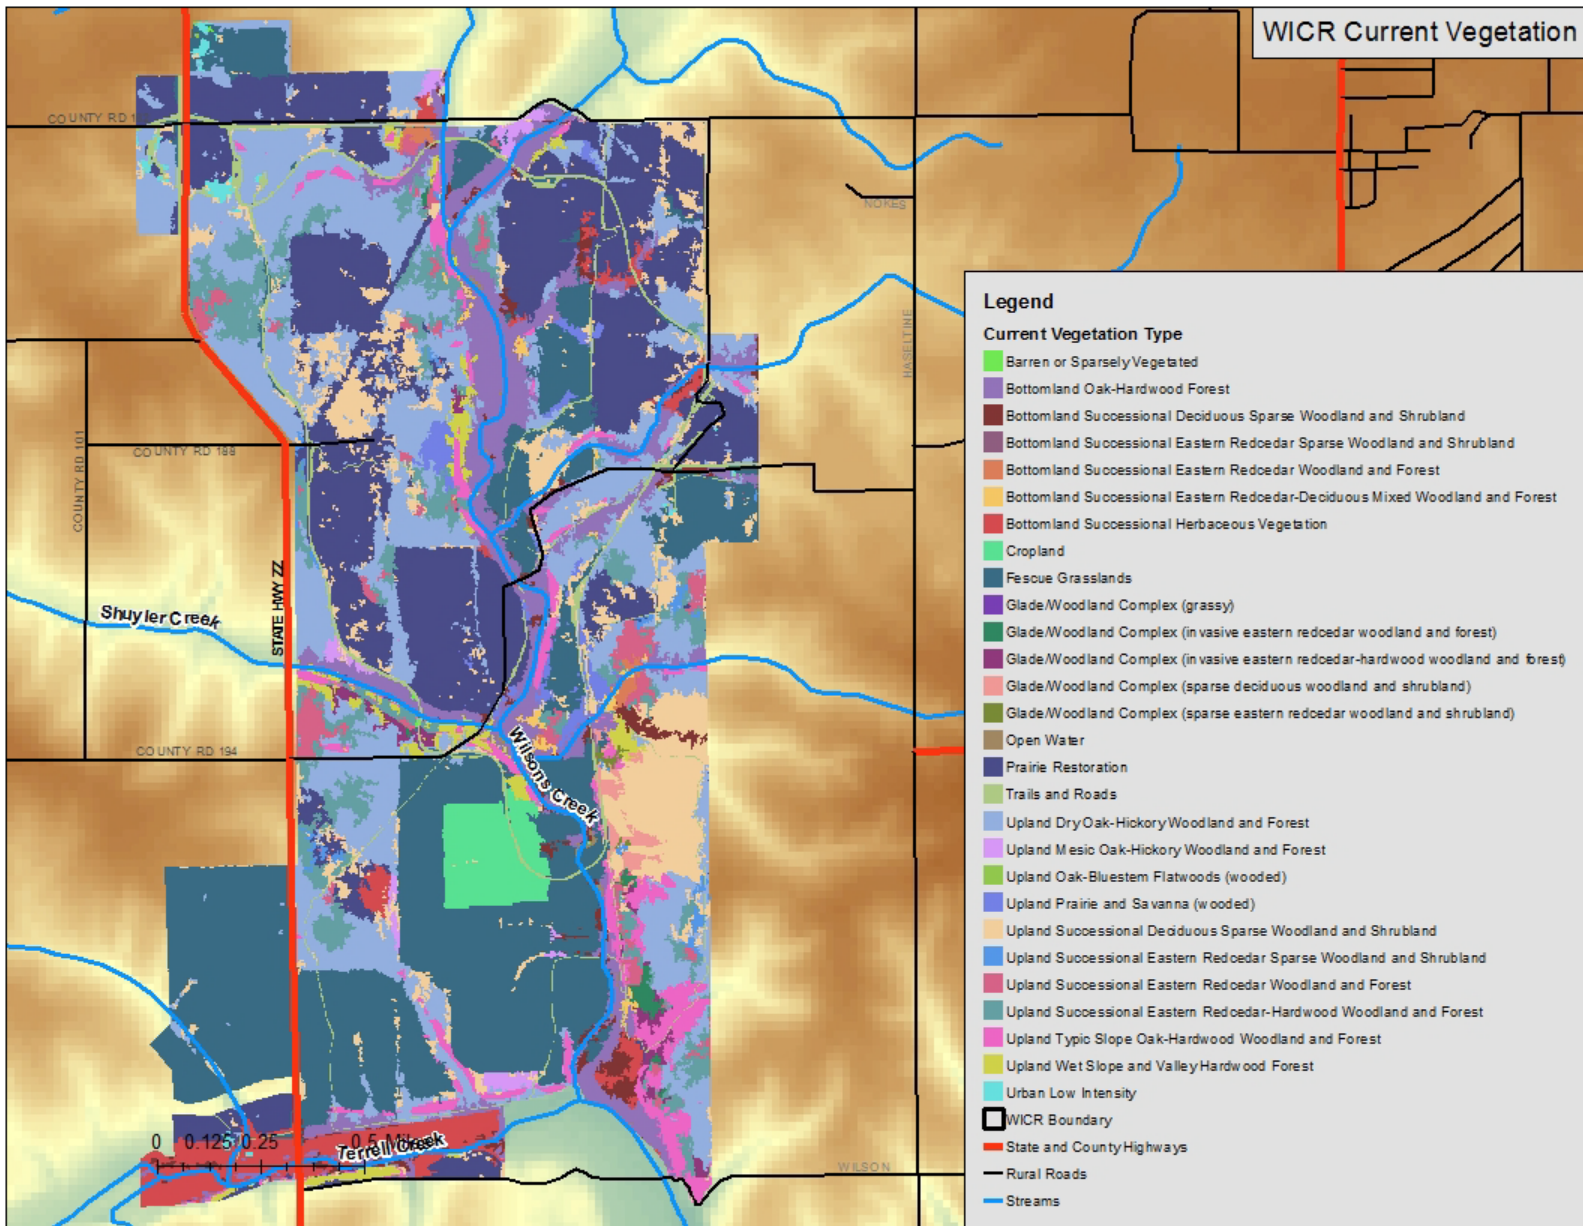 WICR Current Vegetation
COUNTY RD 1
NOKES
HASELTINE
COUNTY RD 101
COUNTY RD 188
STATE HWY ZZ
Shuyler Creek
COUNTY RD 194
Wilsons Creek
0 0.125 0.25 0.5 Miles
Terrell Creek
WILSON
Legend
Current Vegetation Type
Barren or Sparsely Vegetated
Bottomland Oak-Hardwood Forest
Bottomland Successional Deciduous Sparse Woodland and Shrubland
Bottomland Successional Eastern Redcedar Sparse Woodland and Shrubland
Bottomland Successional Eastern Redcedar Woodland and Forest
Bottomland Successional Eastern Redcedar-Deciduous Mixed Woodland and Forest
Bottomland Successional Herbaceous Vegetation
Cropland
Fescue Grasslands
Glade/Woodland Complex (grassy)
Glade/Woodland Complex (invasive eastern redcedar woodland and forest)
Glade/Woodland Complex (invasive eastern redcedar-hardwood woodland and forest)
Glade/Woodland Complex (sparse deciduous woodland and shrubland)
Glade/Woodland Complex (sparse eastern redcedar woodland and shrubland)
Open Water
Prairie Restoration
Trails and Roads
Upland Dry Oak-Hickory Woodland and Forest
Upland Mesic Oak-Hickory Woodland and Forest
Upland Oak-Bluestem Flatwoods (wooded)
Upland Prairie and Savanna (wooded)
Upland Successional Deciduous Sparse Woodland and Shrubland
Upland Successional Eastern Redcedar Sparse Woodland and Shrubland
Upland Successional Eastern Redcedar Woodland and Forest
Upland Successional Eastern Redcedar-Hardwood Woodland and Forest
Upland Typic Slope Oak-Hardwood Woodland and Forest
Upland Wet Slope and Valley Hardwood Forest
Urban Low Intensity
WICR Boundary
State and County Highways
Rural Roads
Streams